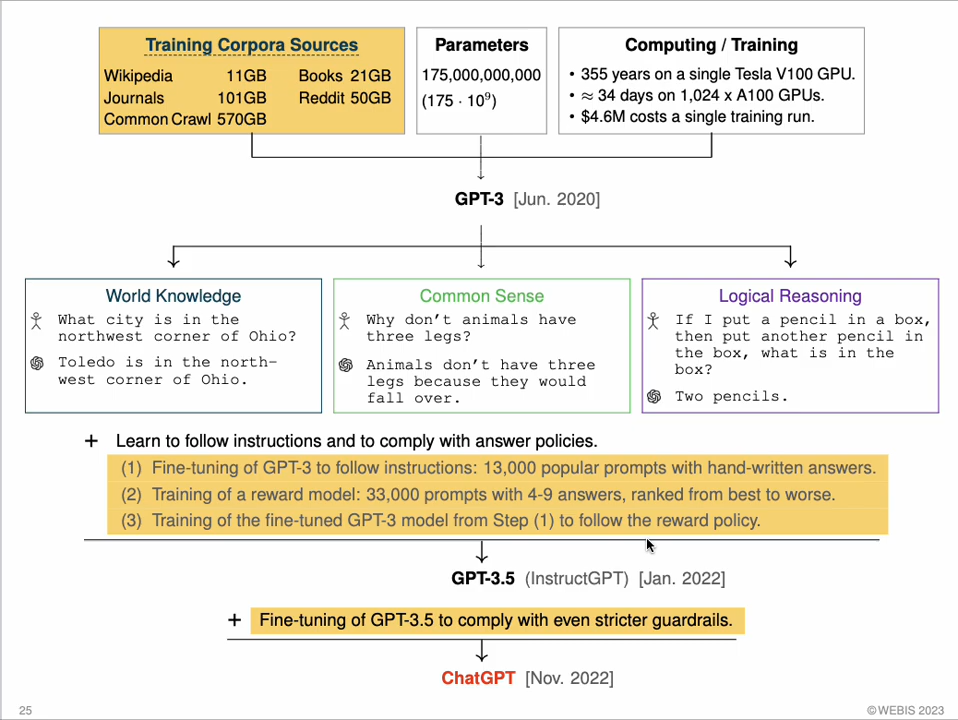 Training Corpora Sources
Wikipedia 11GB Books 21GB
Journals 101GB Reddit 50GB
Common Crawl 570GB
Parameters
175,000,000,000
(175 · 10⁹)
Computing / Training
• 355 years on a single Tesla V100 GPU.
• ≈ 34 days on 1,024 x A100 GPUs.
• $4.6M costs a single training run.
GPT-3 [Jun. 2020]
World Knowledge
What city is in the
northwest corner of Ohio?
Toledo is in the north-
west corner of Ohio.
Common Sense
Why don't animals have
three legs?
Animals don't have three
legs because they would
fall over.
Logical Reasoning
If I put a pencil in a box,
then put another pencil in
the box, what is in the
box?
Two pencils.
+ Learn to follow instructions and to comply with answer policies.
(1) Fine-tuning of GPT-3 to follow instructions: 13,000 popular prompts with hand-written answers.
(2) Training of a reward model: 33,000 prompts with 4-9 answers, ranked from best to worse.
(3) Training of the fine-tuned GPT-3 model from Step (1) to follow the reward policy.
GPT-3.5 (InstructGPT) [Jan. 2022]
+ Fine-tuning of GPT-3.5 to comply with even stricter guardrails.
ChatGPT [Nov. 2022]
25
©WEBIS 2023